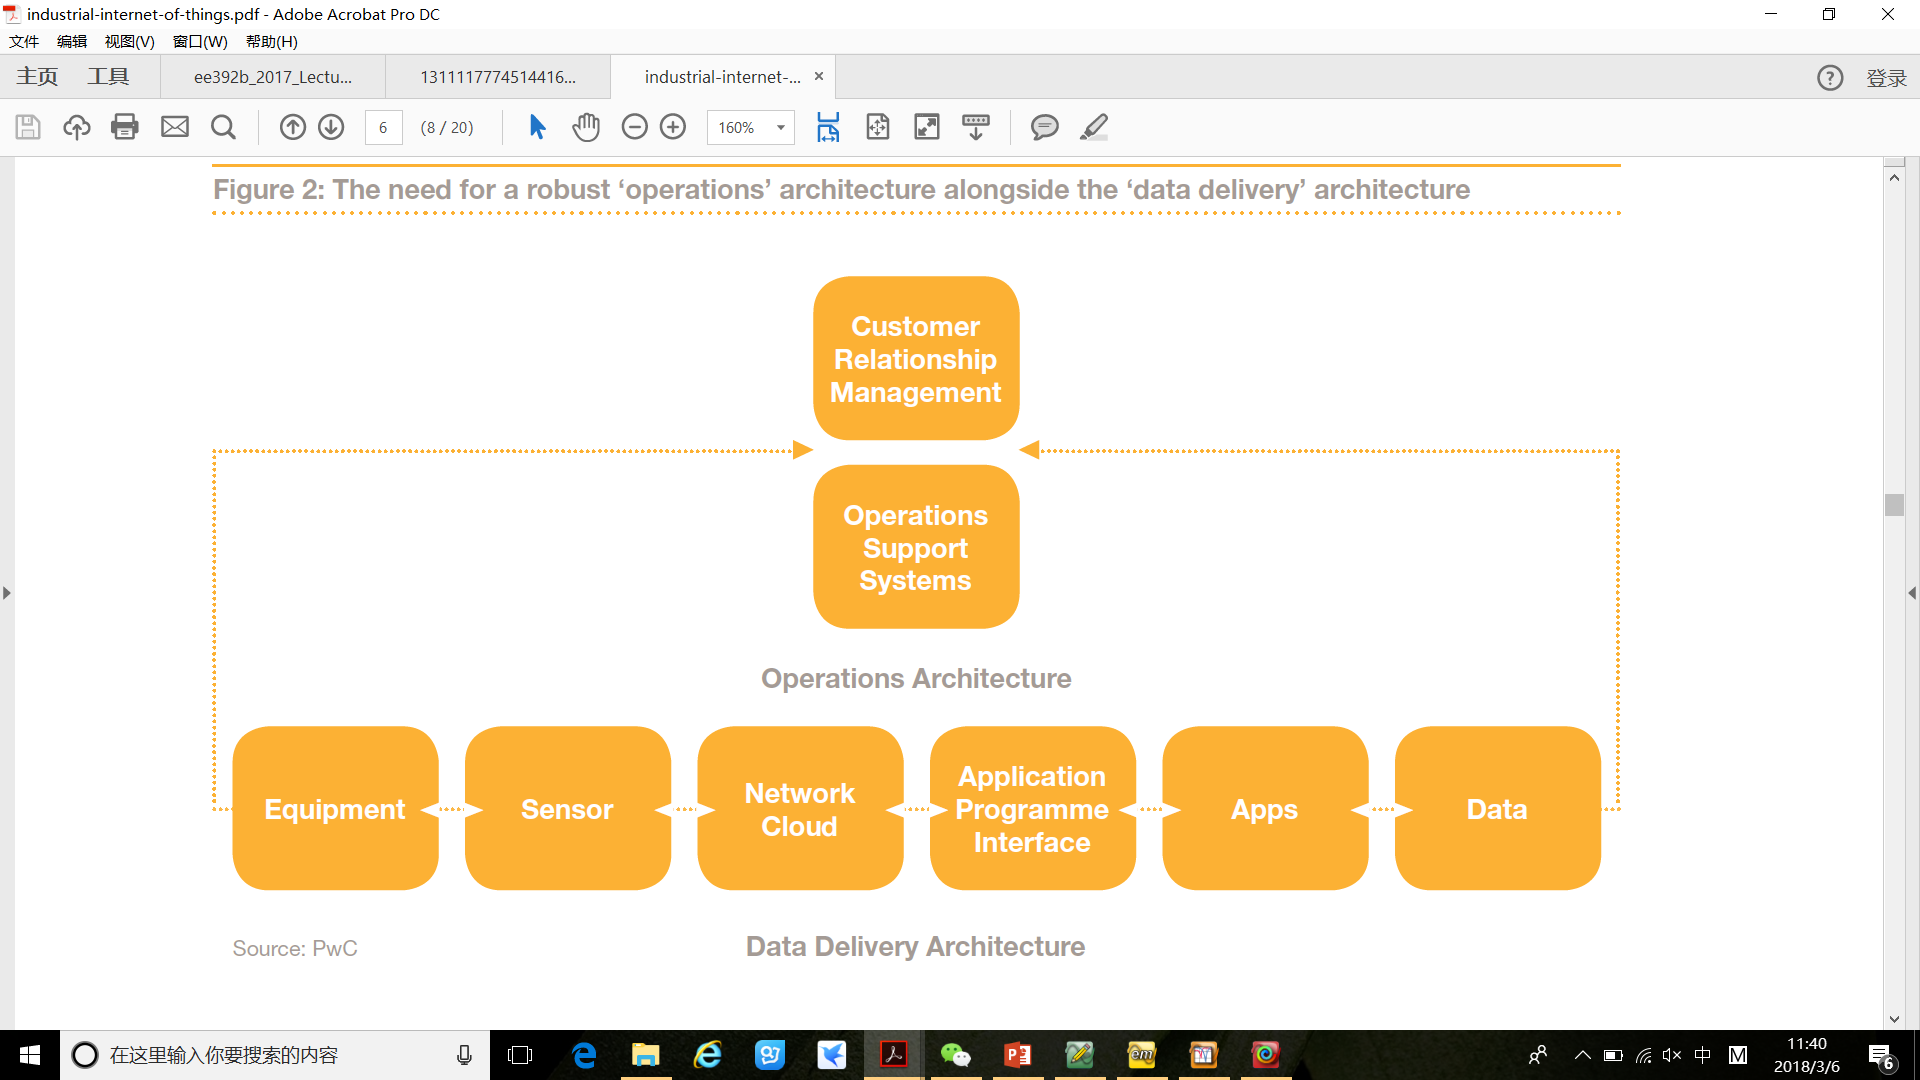 industrial-internet-of-things.pdf - Adobe Acrobat Pro DC
文件 编辑 视图(V) 窗口(W) 帮助(H)
主页 工具 ee392b_2017_Lectu... 1311117774514416... industrial-internet-... 登录
6 (8 / 20) 160%
Figure 2: The need for a robust ‘operations’ architecture alongside the ‘data delivery’ architecture
Customer
Relationship
Management
Operations
Support
Systems
Operations Architecture
Equipment
Sensor
Network
Cloud
Application
Programme
Interface
Apps
Data
Source: PwC
Data Delivery Architecture
在这里输入你要搜索的内容
中 M
11:40
2018/3/6
6